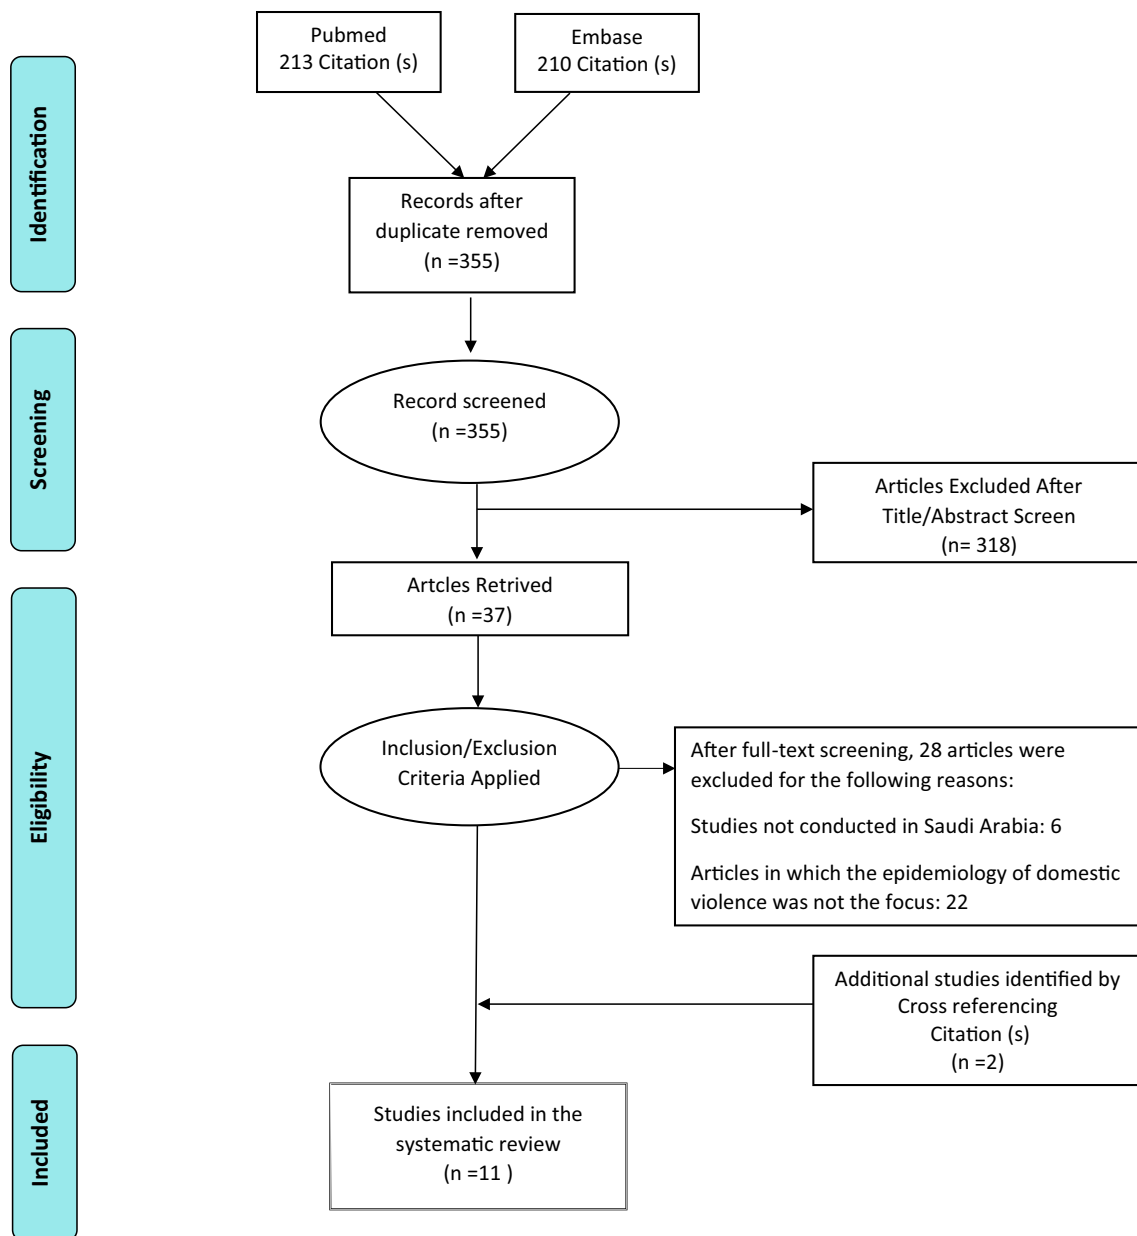 Pubmed
213 Citation (s)
Embase
210 Citation (s)
Identification
Records after
duplicate removed
(n =355)
Screening
Record screened
(n =355)
Articles Excluded After
Title/Abstract Screen
(n= 318)
Artcles Retrived
(n =37)
Eligibility
Inclusion/Exclusion
Criteria Applied
After full-text screening, 28 articles were
excluded for the following reasons:
Studies not conducted in Saudi Arabia: 6
Articles in which the epidemiology of domestic
violence was not the focus: 22
Additional studies identified by
Cross referencing
Citation (s)
(n =2)
Included
Studies included in the
systematic review
(n =11 )